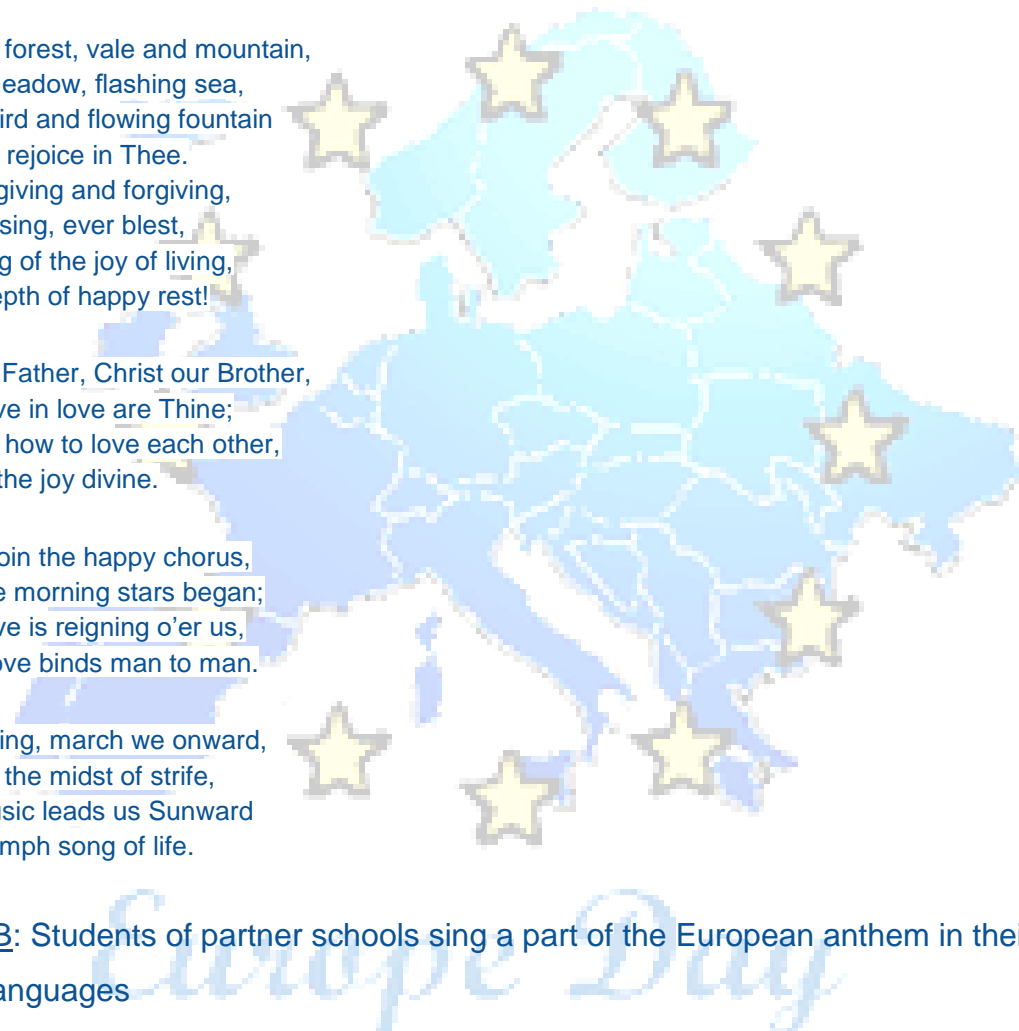 forest, vale and mountain,
eadow, flashing sea,
ird and flowing fountain
rejoice in Thee.
giving and forgiving,
sing, ever blest,
g of the joy of living,
epth of happy rest!
Father, Christ our Brother,
ve in love are Thine;
how to love each other,
the joy divine.
oin the happy chorus,
e morning stars began;
ve is reigning o’er us,
ove binds man to man.
ing, march we onward,
the midst of strife,
usic leads us Sunward
mph song of life.
B: Students of partner schools sing a part of the European anthem in thei
anguages
Europe Day